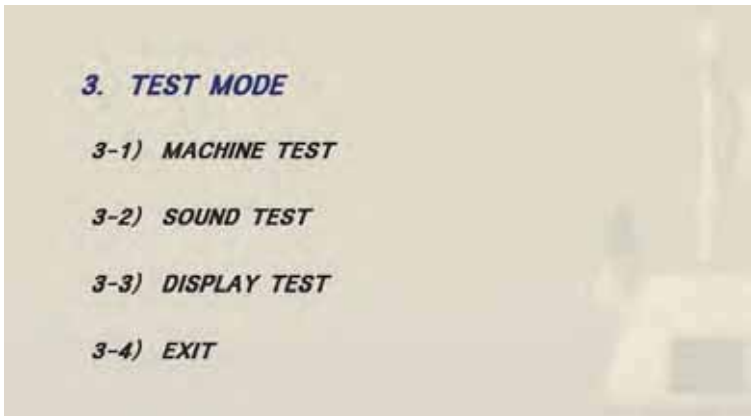 3. TEST MODE
3-1) MACHINE TEST
3-2) SOUND TEST
3-3) DISPLAY TEST
3-4) EXIT